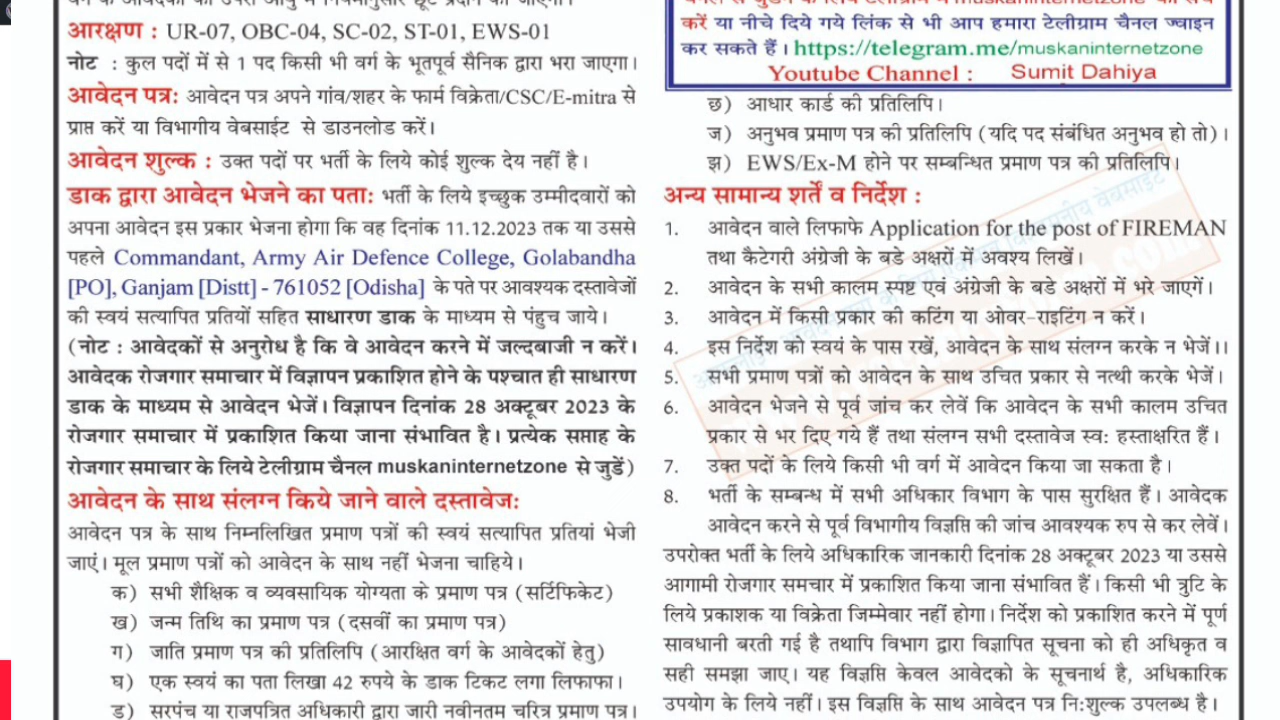 वर्ग के आवेदकों को उपरी आयु में नियमानुसार छूट प्रदान की जाएगी।
आरक्षण : UR-07, OBC-04, SC-02, ST-01, EWS-01
नोट : कुल पदों में से 1 पद किसी भी वर्ग के भूतपूर्व सैनिक द्वारा भरा जाएगा।
आवेदन पत्र: आवेदन पत्र अपने गांव/शहर के फार्म विक्रेता/CSC/E-mitra से
प्राप्त करें या विभागीय वेबसाईट से डाउनलोड करें।
आवेदन शुल्क : उक्त पदों पर भर्ती के लिये कोई शुल्क देय नहीं है।
डाक द्वारा आवेदन भेजने का पता: भर्ती के लिये इच्छुक उम्मीदवारों को
अपना आवेदन इस प्रकार भेजना होगा कि वह दिनांक 11.12.2023 तक या उससे
पहले Commandant, Army Air Defence College, Golabandha
[PO], Ganjam [Distt] - 761052 [Odisha] के पते पर आवश्यक दस्तावेजों
की स्वयं सत्यापित प्रतियों सहित साधारण डाक के माध्यम से पंहुच जाये।
(नोट : आवेदकों से अनुरोध है कि वे आवेदन करने में जल्दबाजी न करें।
आवेदक रोजगार समाचार में विज्ञापन प्रकाशित होने के पश्चात ही साधारण
डाक के माध्यम से आवेदन भेजें। विज्ञापन दिनांक 28 अक्टूबर 2023 के
रोजगार समाचार में प्रकाशित किया जाना संभावित है। प्रत्येक सप्ताह के
रोजगार समाचार के लिये टेलीग्राम चैनल muskaninternetzone से जुडें)
आवेदन के साथ संलग्न किये जाने वाले दस्तावेज:
आवेदन पत्र के साथ निम्नलिखित प्रमाण पत्रों की स्वयं सत्यापित प्रतियां भेजी
जाएं। मूल प्रमाण पत्रों को आवेदन के साथ नहीं भेजना चाहिये।
क) सभी शैक्षिक व व्यवसायिक योग्यता के प्रमाण पत्र (सर्टिफिकेट)
ख) जन्म तिथि का प्रमाण पत्र (दसवीं का प्रमाण पत्र)
ग) जाति प्रमाण पत्र की प्रतिलिपि (आरक्षित वर्ग के आवेदकों हेतु)
घ) एक स्वयं का पता लिखा 42 रुपये के डाक टिकट लगा लिफाफा।
ड) सरपंच या राजपत्रित अधिकारी द्वारा जारी नवीनतम चरित्र प्रमाण पत्र।
चैनल से जुडने के लिये टेलीग्राम में muskaninternetzone को सर्च
करें या नीचे दिये गये लिंक से भी आप हमारा टेलीग्राम चैनल ज्वाइन
कर सकते हैं। https://telegram.me/muskaninternetzone
Youtube Channel : Sumit Dahiya
छ) आधार कार्ड की प्रतिलिपि।
ज) अनुभव प्रमाण पत्र की प्रतिलिपि (यदि पद संबंधित अनुभव हो तो)।
झ) EWS/Ex-M होने पर सम्बन्धित प्रमाण पत्र की प्रतिलिपि।
अन्य सामान्य शर्ते व निर्देश :
1. आवेदन वाले लिफाफे Application for the post of FIREMAN
तथा कैटेगरी अंग्रेजी के बडे अक्षरों में अवश्य लिखें।
2. आवेदन के सभी कालम स्पष्ट एवं अंग्रेजी के बडे अक्षरों में भरे जाएगें।
3. आवेदन में किसी प्रकार की कटिंग या ओवर-राइटिंग न करें।
4. इस निर्देश को स्वयं के पास रखें, आवेदन के साथ संलग्न करके न भेजें।।
5. सभी प्रमाण पत्रों को आवेदन के साथ उचित प्रकार से नत्थी करके भेजें।
6. आवेदन भेजने से पूर्व जांच कर लेवें कि आवेदन के सभी कालम उचित
प्रकार से भर दिए गये हैं तथा संलग्न सभी दस्तावेज स्व: हस्ताक्षरित हैं।
7. उक्त पदों के लिये किसी भी वर्ग में आवेदन किया जा सकता है।
8. भर्ती के सम्बन्ध में सभी अधिकार विभाग के पास सुरक्षित हैं। आवेदक
आवेदन करने से पूर्व विभागीय विज्ञप्ति की जांच आवश्यक रुप से कर लेवें।
उपरोक्त भर्ती के लिये अधिकारिक जानकारी दिनांक 28 अक्टूबर 2023 या उससे
आगामी रोजगार समचार में प्रकाशित किया जाना संभावित हैं। किसी भी त्रुटि के
लिये प्रकाशक या विक्रेता जिम्मेवार नहीं होगा। निर्देश को प्रकाशित करने में पूर्ण
सावधानी बरती गई है तथापि विभाग द्वारा विज्ञापित सूचना को ही अधिकृत व
सही समझा जाए। यह विज्ञप्ति केवल आवेदको के सूचनार्थ है, अधिकारिक
उपयोग के लिये नहीं। इस विज्ञप्ति के साथ आवेदन पत्र नि:शुल्क उपलब्ध है।